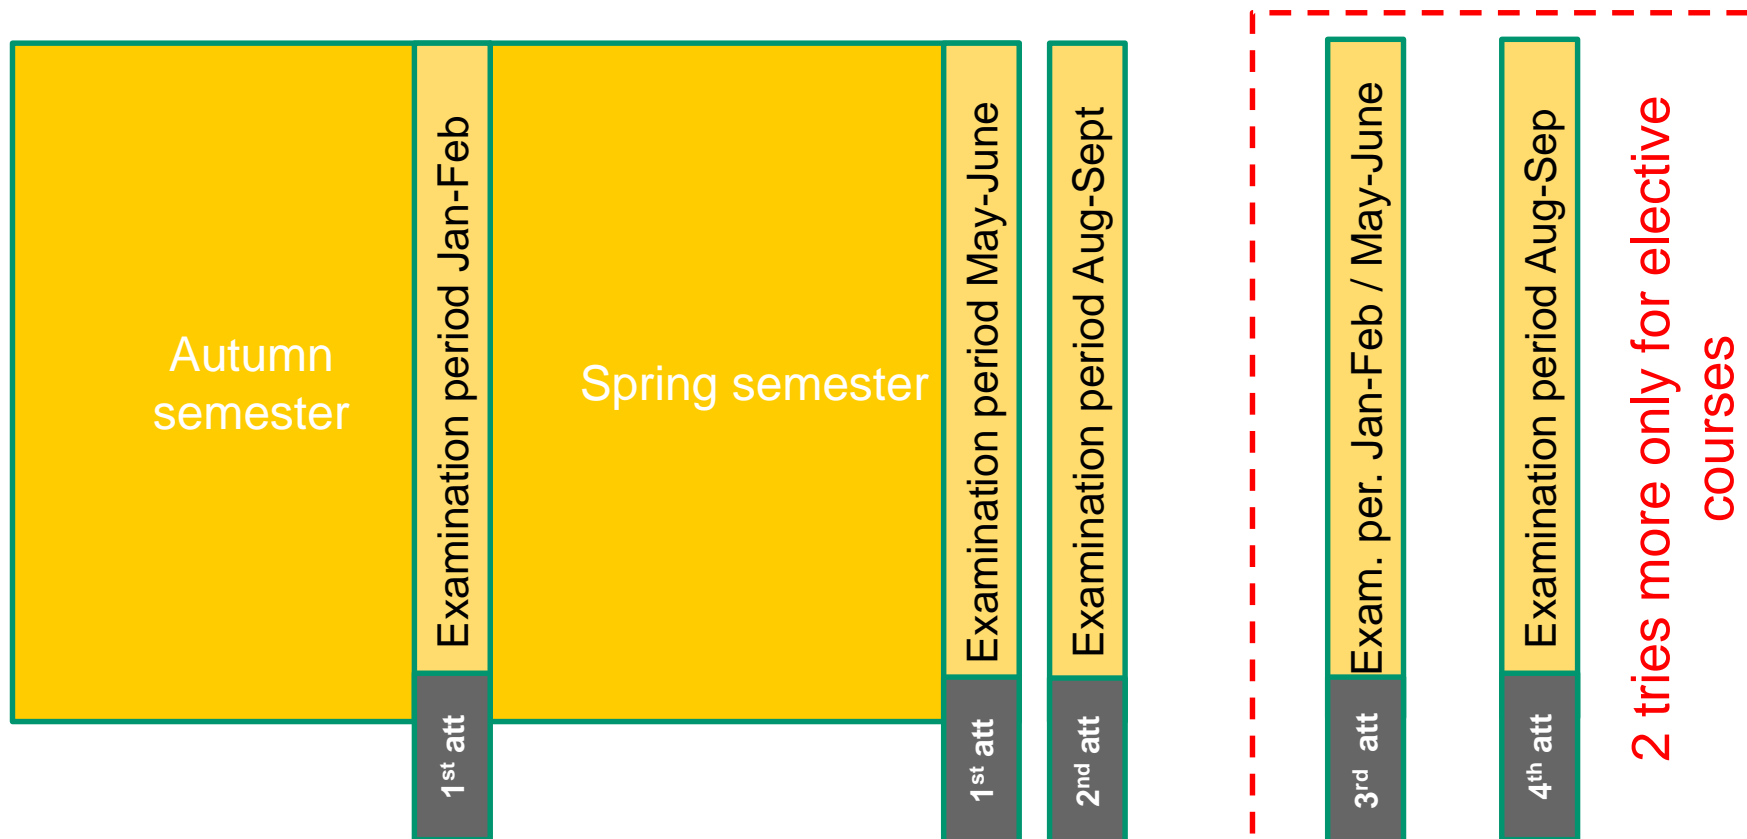 Autumn
semester
Examination period Jan-Feb
1st att
Spring semester
Examination period May-June
1st att
Examination period Aug-Sept
2nd att
Exam. per. Jan-Feb / May-June
3rd att
Examination period Aug-Sep
4th att
2 tries more only for elective
courses